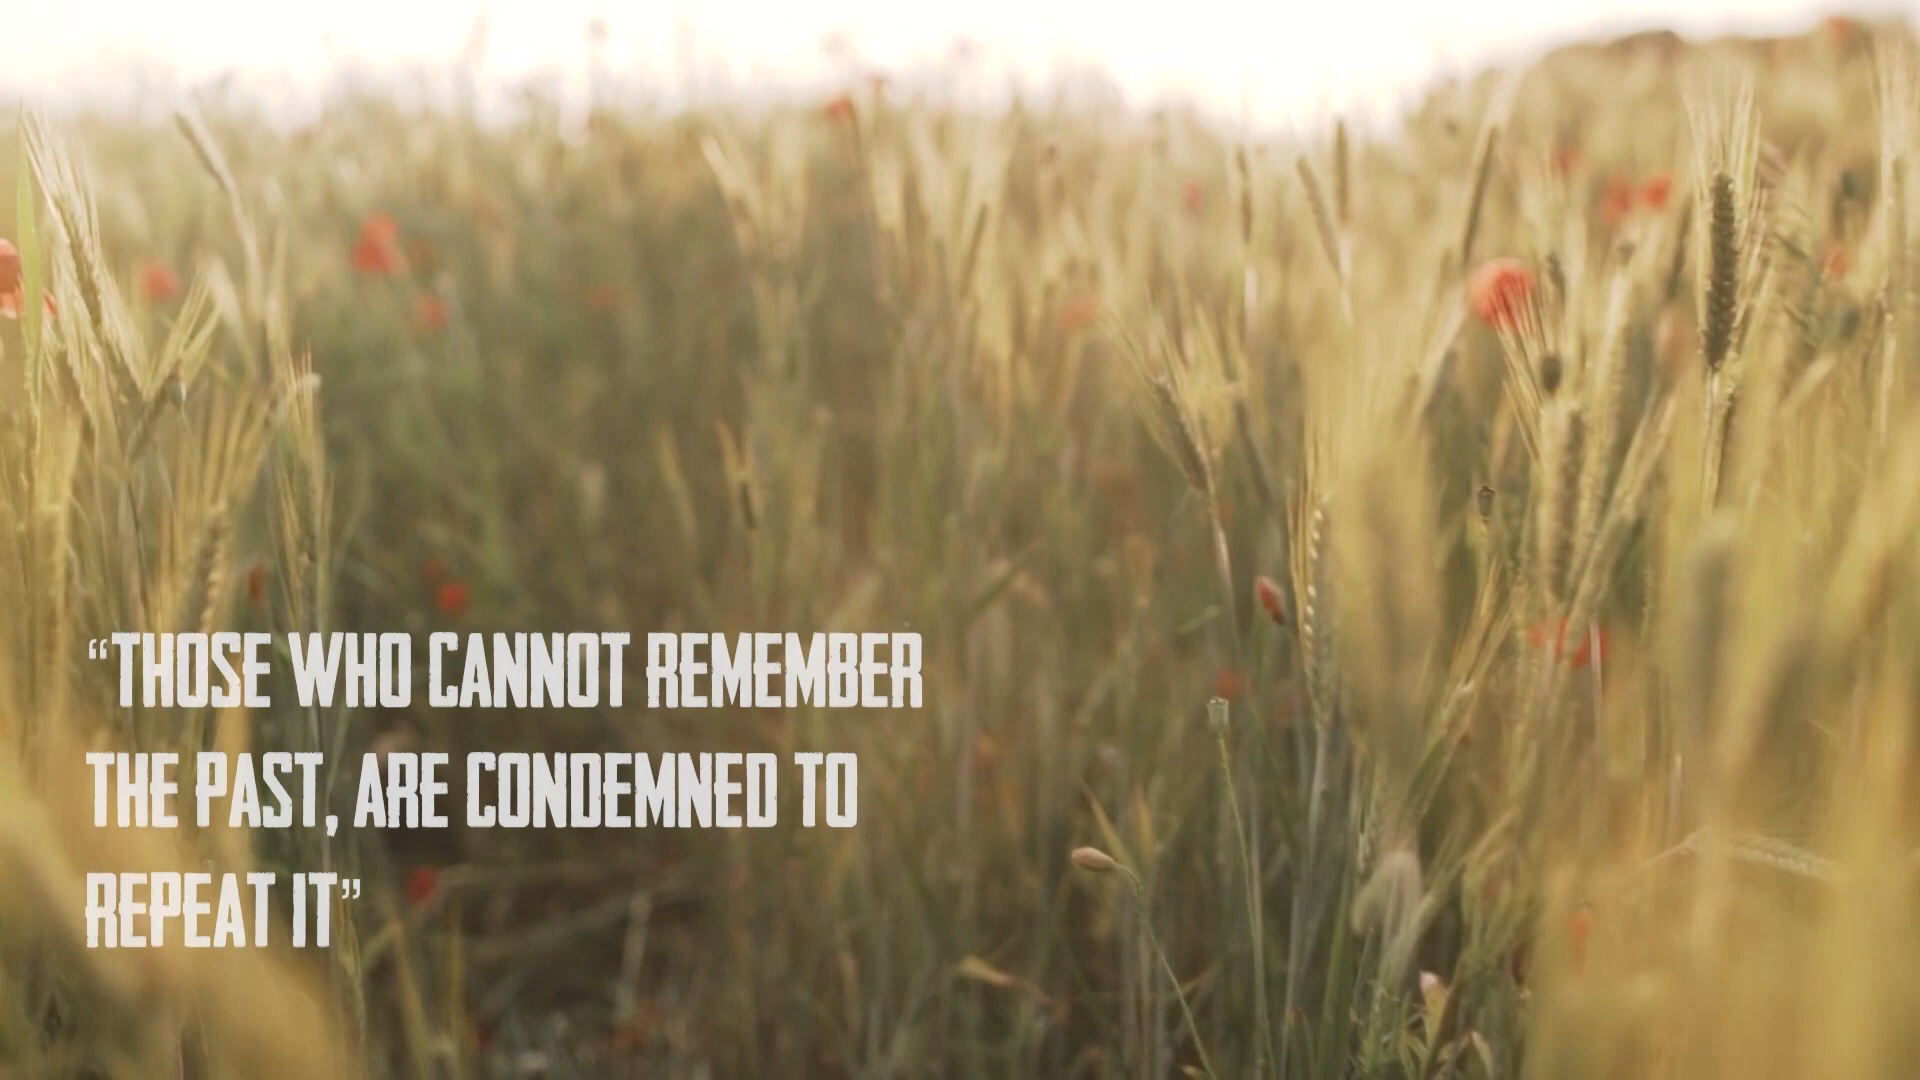 “THOSE WHO CANNOT REMEMBER
THE PAST, ARE CONDEMNED TO
REPEAT IT”